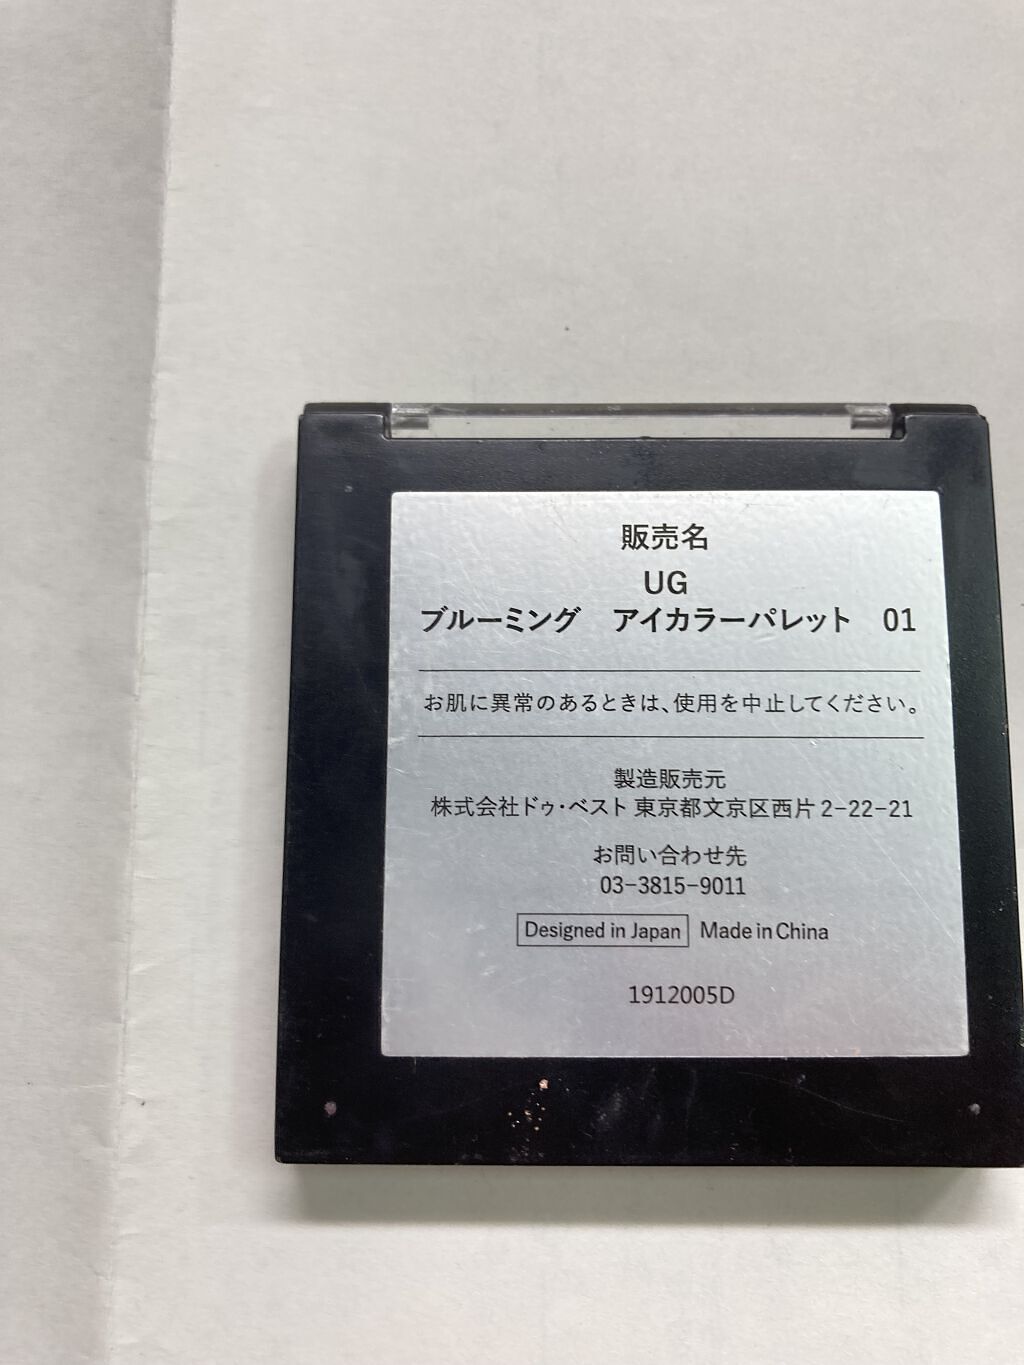 販売名
UG
ブルーミング　アイカラーパレット　01
お肌に異常のあるときは、使用を中止してください。
製造販売元
株式会社ドゥ・ベスト 東京都文京区西片2-22-21
お問い合わせ先
03-3815-9011
Designed in Japan Made in China
1912005D